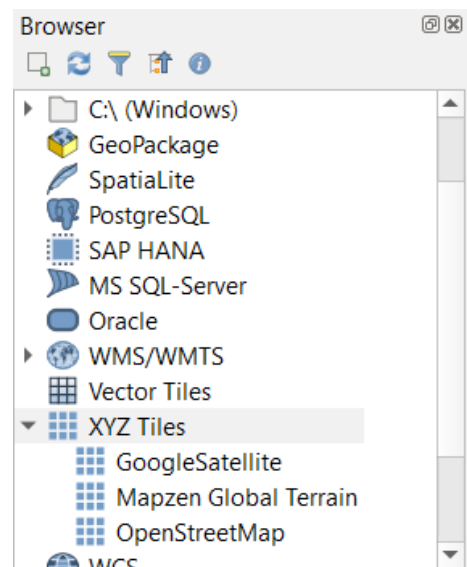 Browser
C:\ (Windows)
GeoPackage
SpatiaLite
PostgreSQL
SAP HANA
MS SQL-Server
Oracle
WMS/WMTS
Vector Tiles
XYZ Tiles
GoogleSatellite
Mapzen Global Terrain
OpenStreetMap
WCS